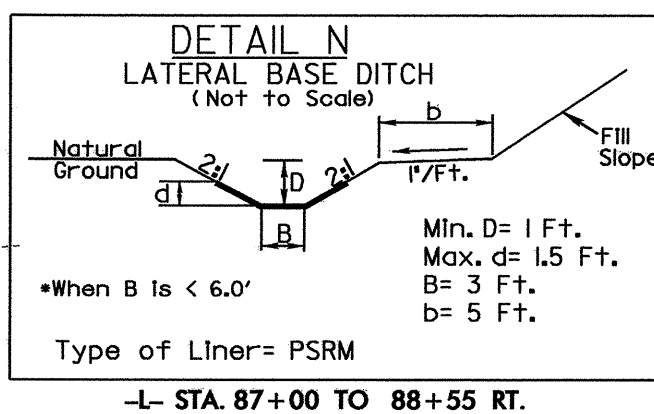 DETAIL N
LATERAL BASE DITCH
(Not to Scale)
b
Natural
Ground
2:1
D
2:1
1"/Ft.
Fill
Slope
d
B
Min. D= 1 Ft.
Max. d= 1.5 Ft.
B= 3 Ft.
b= 5 Ft.
*When B is < 6.0'
Type of Liner= PSRM
-L- STA. 87+00 TO 88+55 RT.